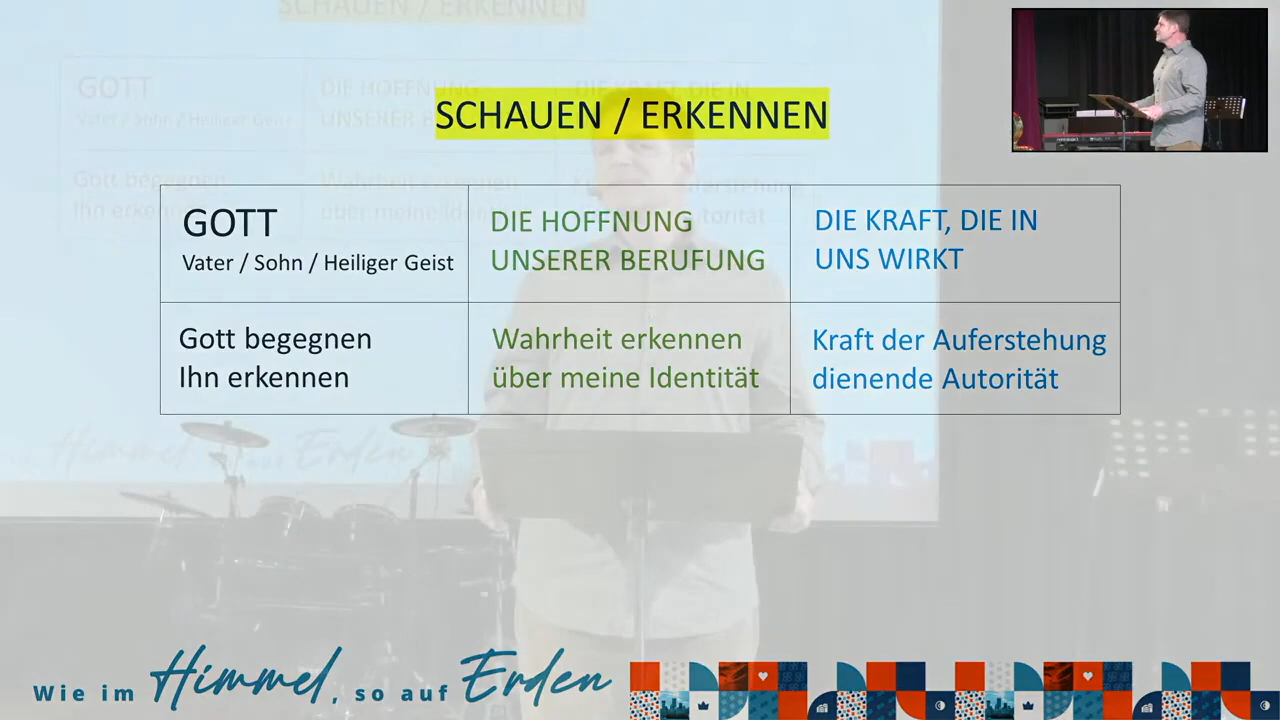 SCHAUEN / ERKENNEN
GOTT
Vater / Sohn / Heiliger Geist
DIE HOFFNUNG
UNSERER BERUFUNG
DIE KRAFT, DIE IN
UNS WIRKT
Gott begegnen
Ihn erkennen
Wahrheit erkennen
über meine Identität
Kraft der Auferstehung
dienende Autorität
Wie im Himmel, so auf Erden